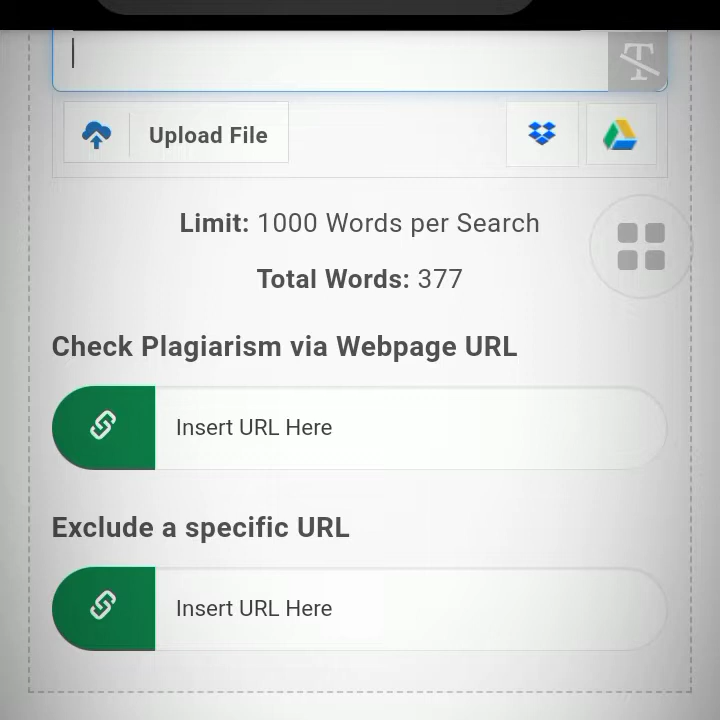 Upload File
Limit: 1000 Words per Search
Total Words: 377
Check Plagiarism via Webpage URL
Insert URL Here
Exclude a specific URL
Insert URL Here